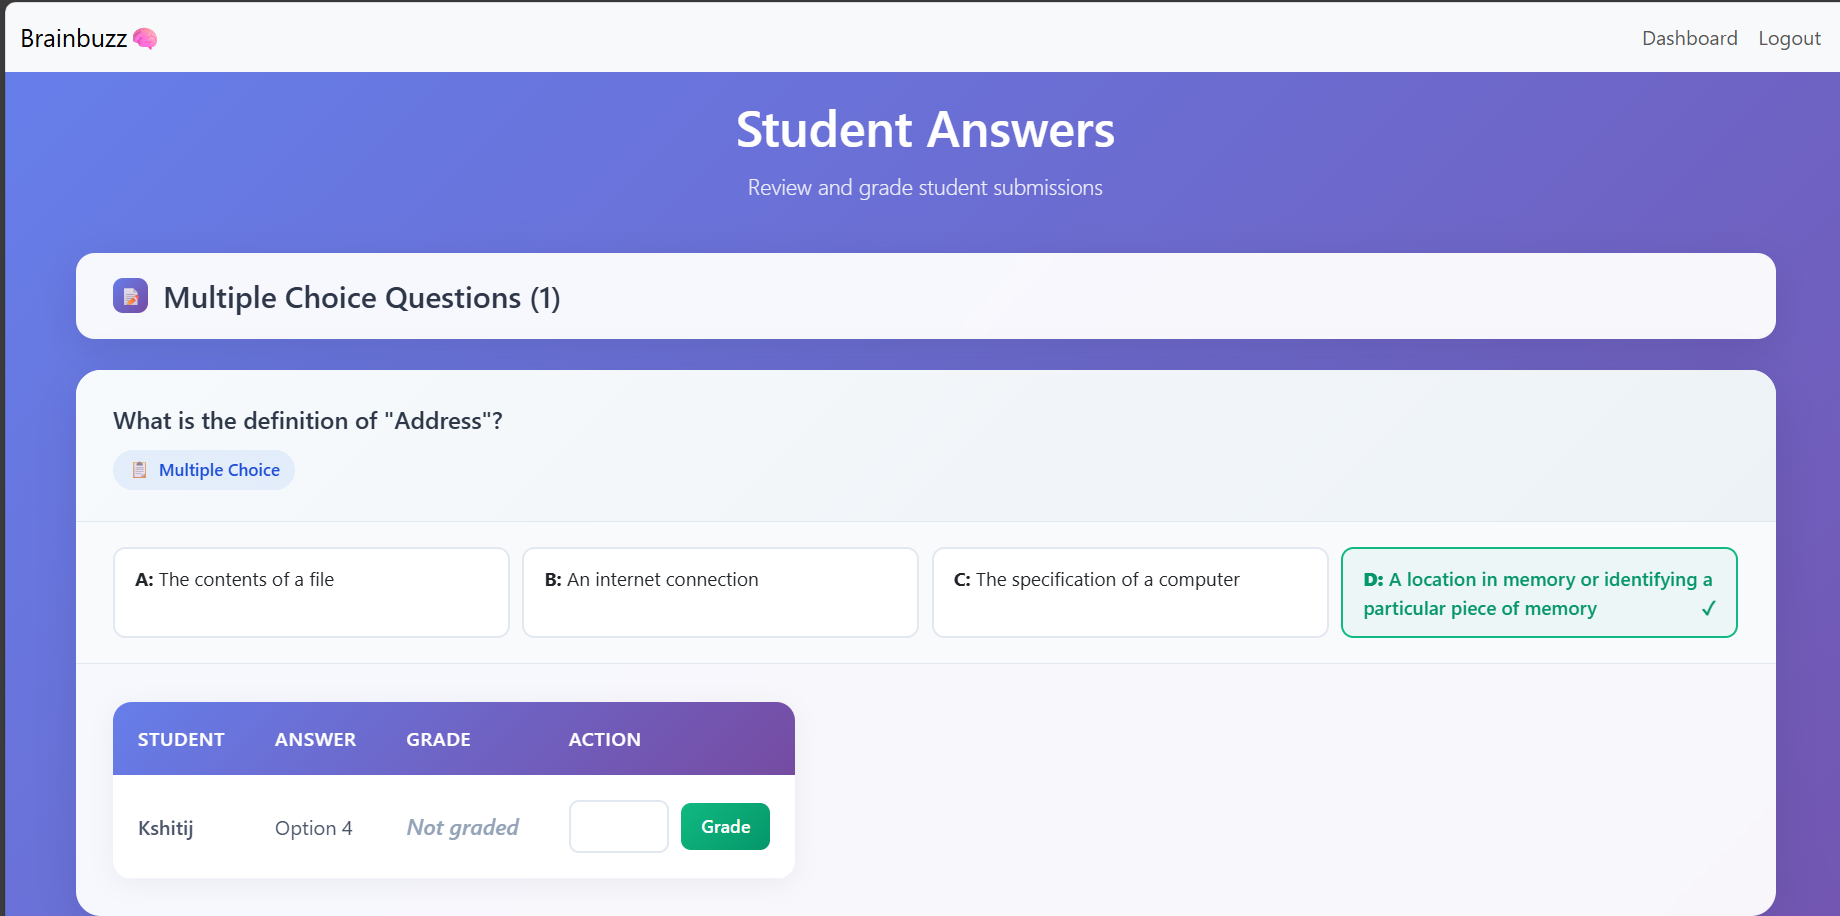 Brainbuzz
Dashboard Logout
Student Answers
Review and grade student submissions
Multiple Choice Questions (1)
What is the definition of "Address"?
Multiple Choice
A: The contents of a file
B: An internet connection
C: The specification of a computer
D: A location in memory or identifying a
particular piece of memory ✓
STUDENT ANSWER GRADE ACTION
Kshitij Option 4 Not graded Grade